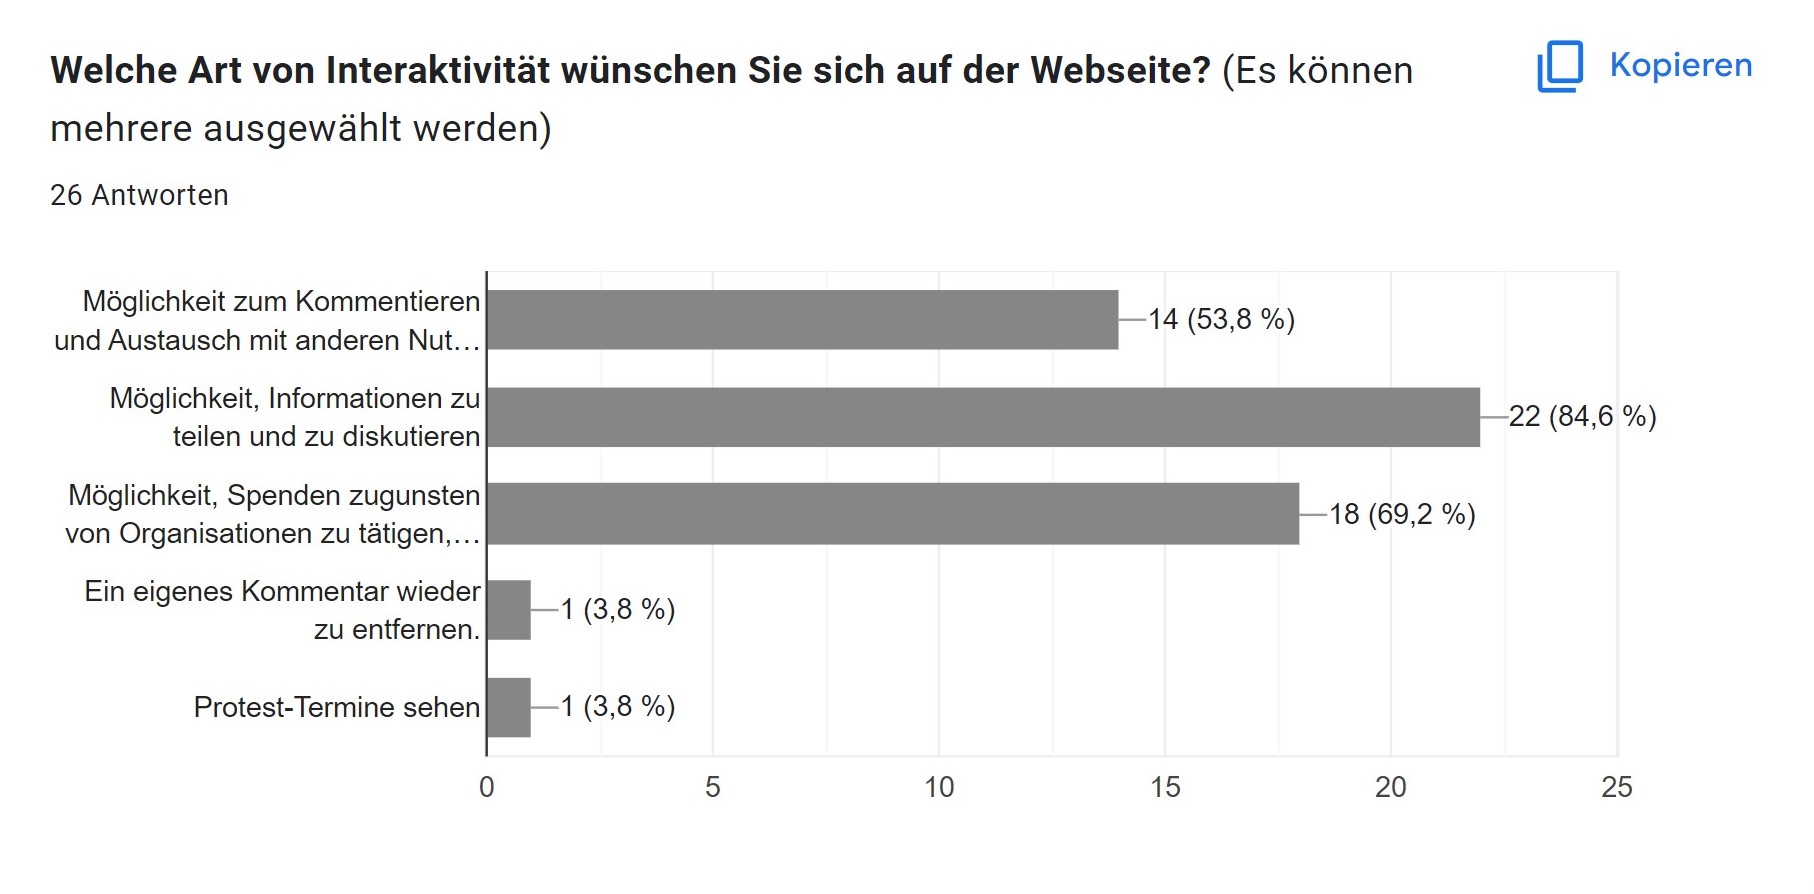 Welche Art von Interaktivität wünschen Sie sich auf der Webseite? (Es können
mehrere ausgewählt werden)
Kopieren
26 Antworten
Möglichkeit zum Kommentieren
und Austausch mit anderen Nut…
14 (53,8 %)
Möglichkeit, Informationen zu
teilen und zu diskutieren
22 (84,6 %)
Möglichkeit, Spenden zugunsten
von Organisationen zu tätigen,…
18 (69,2 %)
Ein eigenes Kommentar wieder
zu entfernen.
1 (3,8 %)
Protest-Termine sehen
1 (3,8 %)
0 5 10 15 20 25